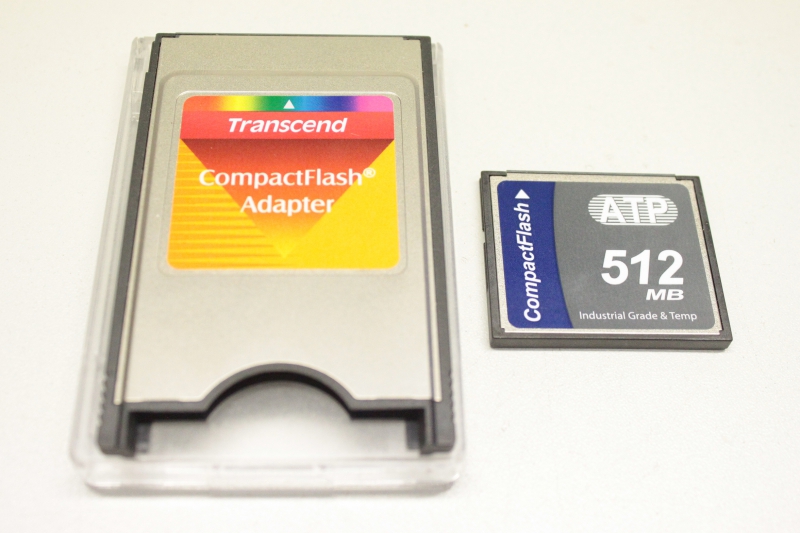 Transcend
CompactFlash®
Adapter
CompactFlash
ATP
512
MB
Industrial Grade & Temp